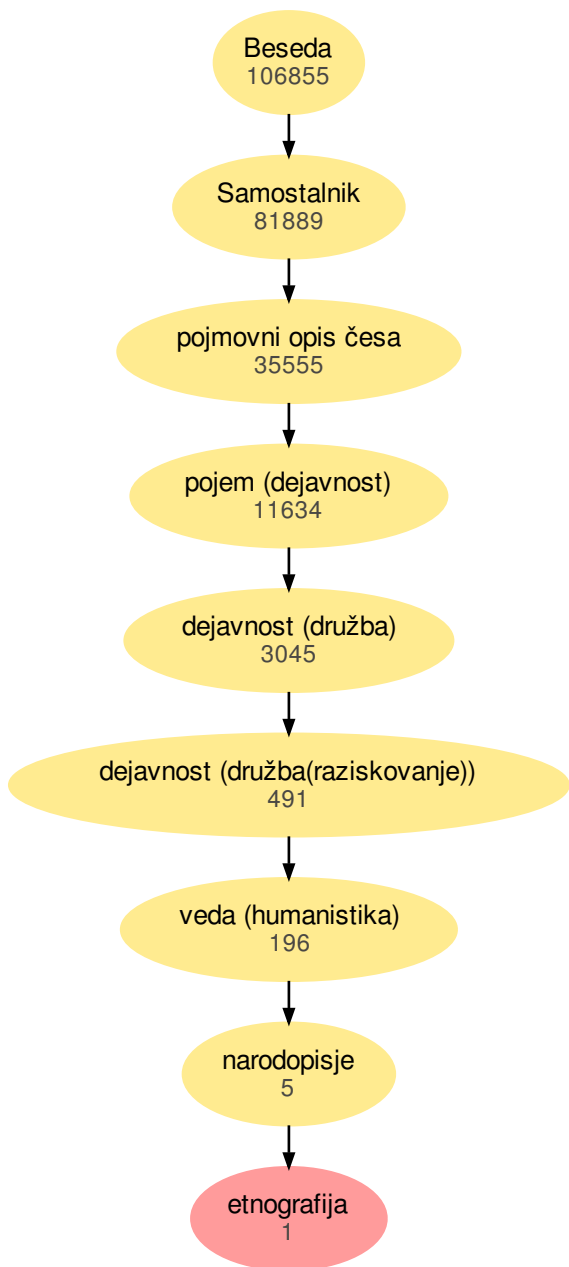 Beseda
106855
Samostalnik
81889
pojmovni opis česa
35555
pojem (dejavnost)
11634
dejavnost (družba)
3045
dejavnost (družba(raziskovanje))
491
veda (humanistika)
196
narodopisje
5
etnografija
1